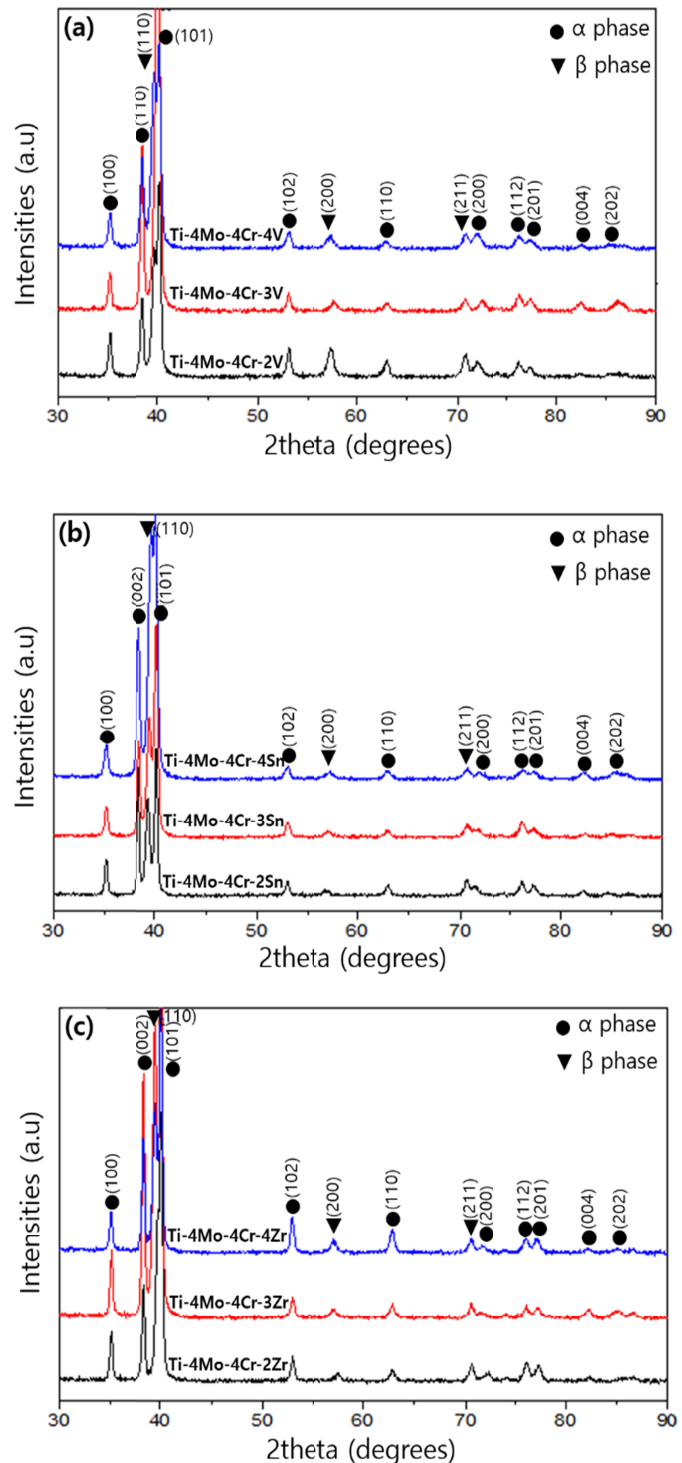 (a)
(110)
(101)
● α phase
▼ β phase
(110)
(100)
(102)
(200)
(110)
(211)
(200)
(112)
(201)
(004)
(202)
Ti-4Mo-4Cr-4V
Ti-4Mo-4Cr-3V
Ti-4Mo-4Cr-2V
Intensities (a.u)
30 40 50 60 70 80 90
2theta (degrees)
(b)
(110)
● α phase
▼ β phase
(002)
(101)
(100)
(102)
(200)
(110)
(211)
(200)
(112)
(201)
(004)
(202)
Ti-4Mo-4Cr-4Sn
Ti-4Mo-4Cr-3Sn
Ti-4Mo-4Cr-2Sn
Intensities (a.u)
30 40 50 60 70 80 90
2theta (degrees)
(c)
(110)
● α phase
▼ β phase
(002)
(101)
(100)
(102)
(200)
(110)
(211)
(200)
(112)
(201)
(004)
(202)
Ti-4Mo-4Cr-4Zr
Ti-4Mo-4Cr-3Zr
Ti-4Mo-4Cr-2Zr
Intensities (a.u)
30 40 50 60 70 80 90
2theta (degrees)